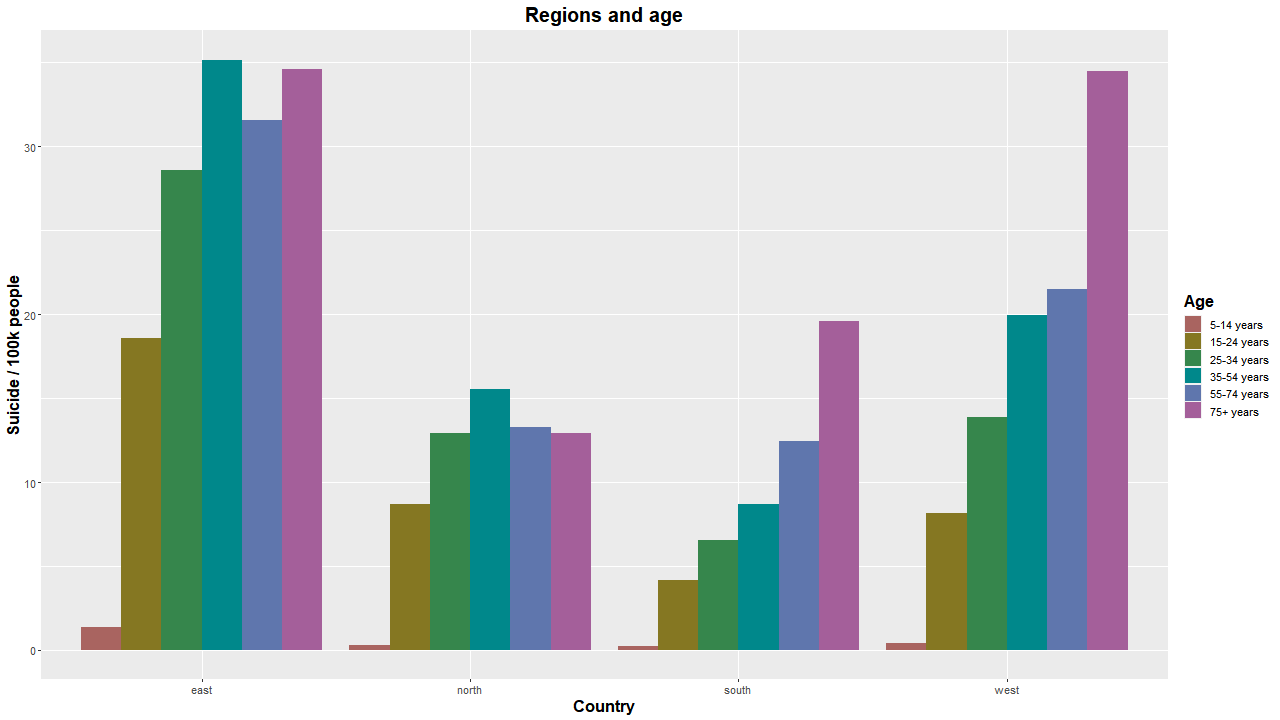 Regions and age
Suicide / 100k people
30
20
10
0
east north south west
Country
Age
5-14 years
15-24 years
25-34 years
35-54 years
55-74 years
75+ years